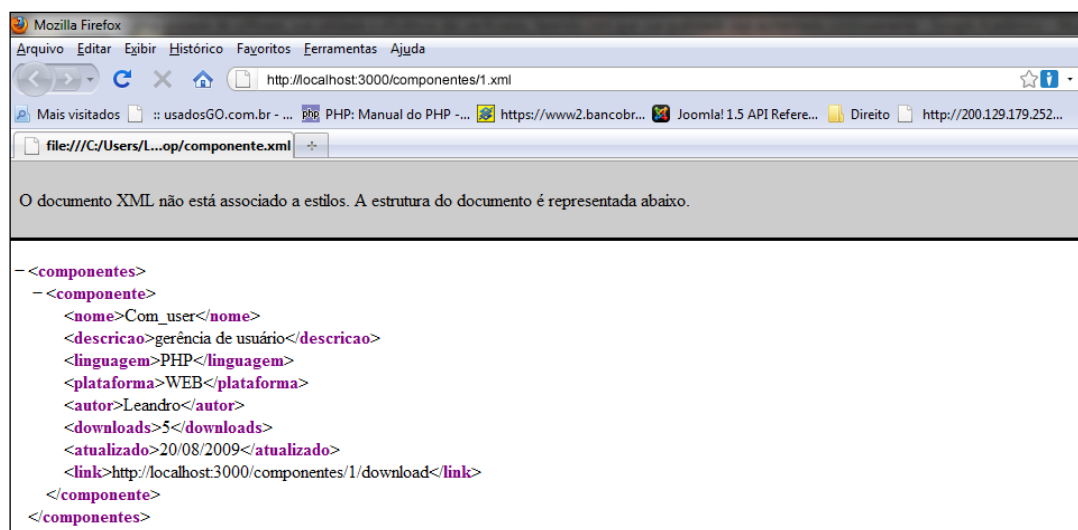 Mozilla Firefox
Arquivo Editar Exibir Histórico Favoritos Ferramentas Ajuda
http://localhost:3000/componentes/1.xml
Mais visitados :: usadosGO.com.br - ... php PHP: Manual do PHP -... https://www2.bancobr... Joomla! 1.5 API Refere... Direito http://200.129.179.252...
file:///C:/Users/L...op/componente.xml
O documento XML não está associado a estilos. A estrutura do documento é representada abaixo.
−<componentes>
−<componente>
<nome>Com_user</nome>
<descricao>gerência de usuário</descricao>
<linguagem>PHP</linguagem>
<plataforma>WEB</plataforma>
<autor>Leandro</autor>
<downloads>5</downloads>
<atualizado>20/08/2009</atualizado>
<link>http://localhost:3000/componentes/1/download</link>
</componente>
</componentes>